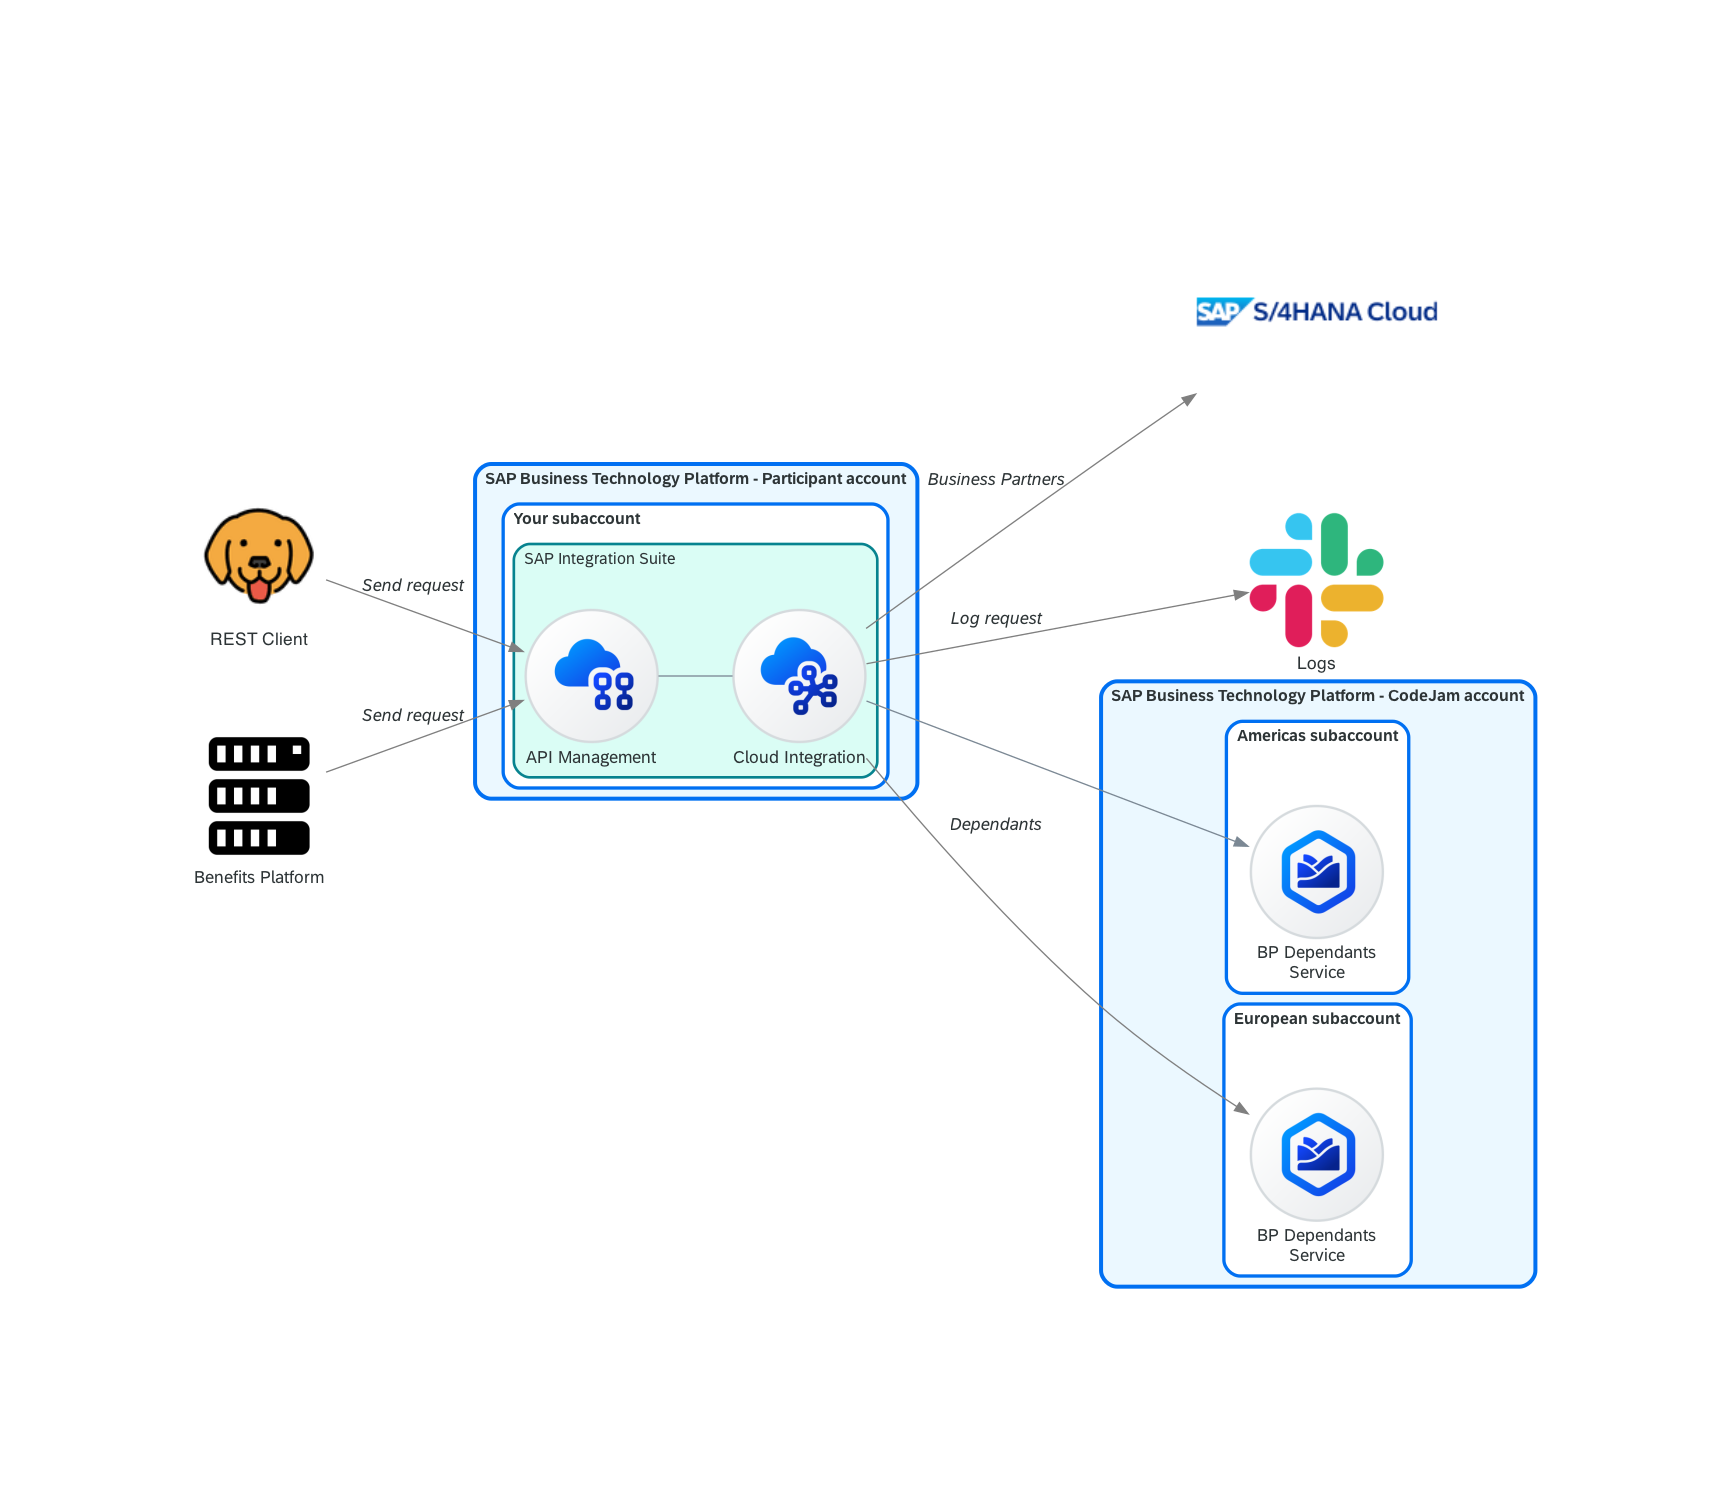 SAP S/4HANA Cloud
SAP Business Technology Platform - Participant account
Business Partners
Your subaccount
SAP Integration Suite
Send request
Log request
REST Client
Logs
SAP Business Technology Platform - CodeJam account
Send request
Americas subaccount
API Management
Cloud Integration
Dependants
Benefits Platform
BP Dependants
Service
European subaccount
BP Dependants
Service